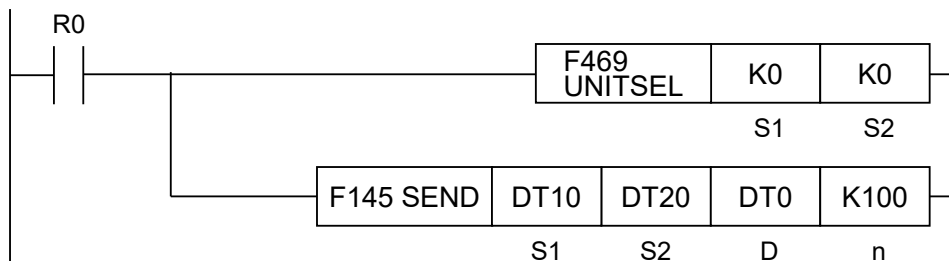 R0
F469
UNITSEL K0 K0
S1 S2
F145 SEND DT10 DT20 DT0 K100
S1 S2 D n